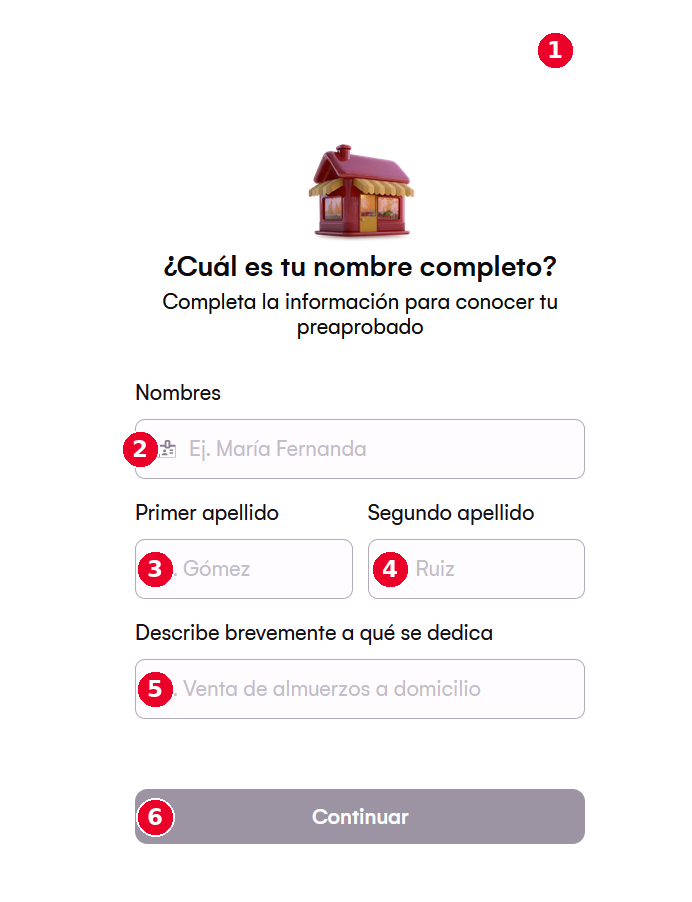 1
¿Cuál es tu nombre completo?
Completa la información para conocer tu
preaprobado
Nombres
2 Ej. María Fernanda
Primer apellido Segundo apellido
3 . Gómez 4 Ruiz
Describe brevemente a qué se dedica
5 . Venta de almuerzos a domicilio
6 Continuar